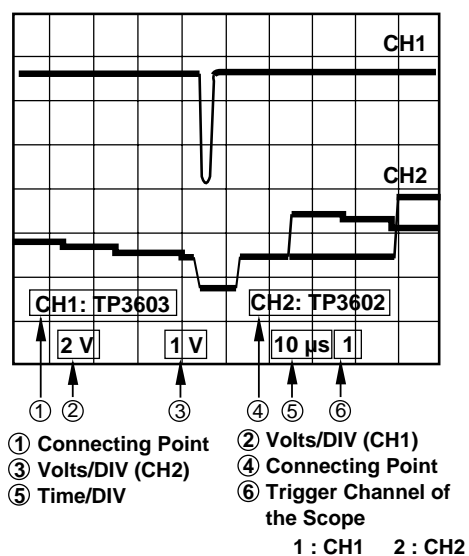 CH1
CH2
CH1: TP3603 CH2: TP3602
2 V 1 V 10 µs 1
① ② ③ ④ ⑤ ⑥
① Connecting Point ② Volts/DIV (CH1)
③ Volts/DIV (CH2) ④ Connecting Point
⑤ Time/DIV ⑥ Trigger Channel of
the Scope
1 : CH1 2 : CH2